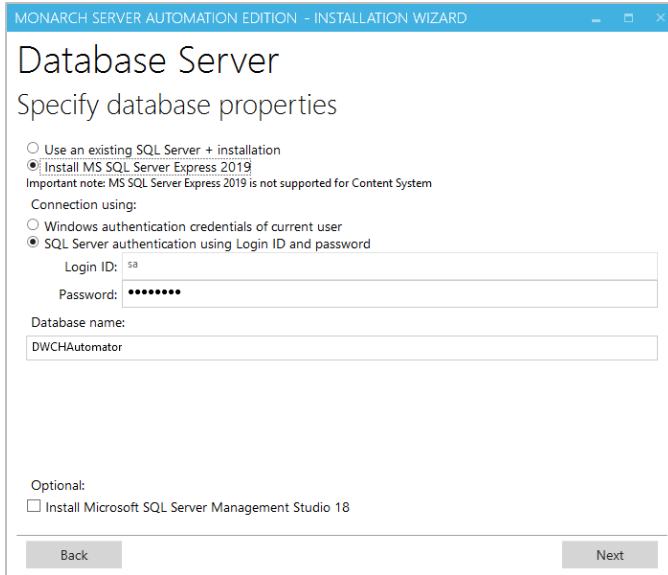 MONARCH SERVER AUTOMATION EDITION - INSTALLATION WIZARD
Database Server
Specify database properties
Use an existing SQL Server + installation
Install MS SQL Server Express 2019
Important note: MS SQL Server Express 2019 is not supported for Content System
Connection using:
Windows authentication credentials of current user
SQL Server authentication using Login ID and password
Login ID: sa
Password: ••••••••
Database name:
DWCHAutomator
Optional:
Install Microsoft SQL Server Management Studio 18
Back Next